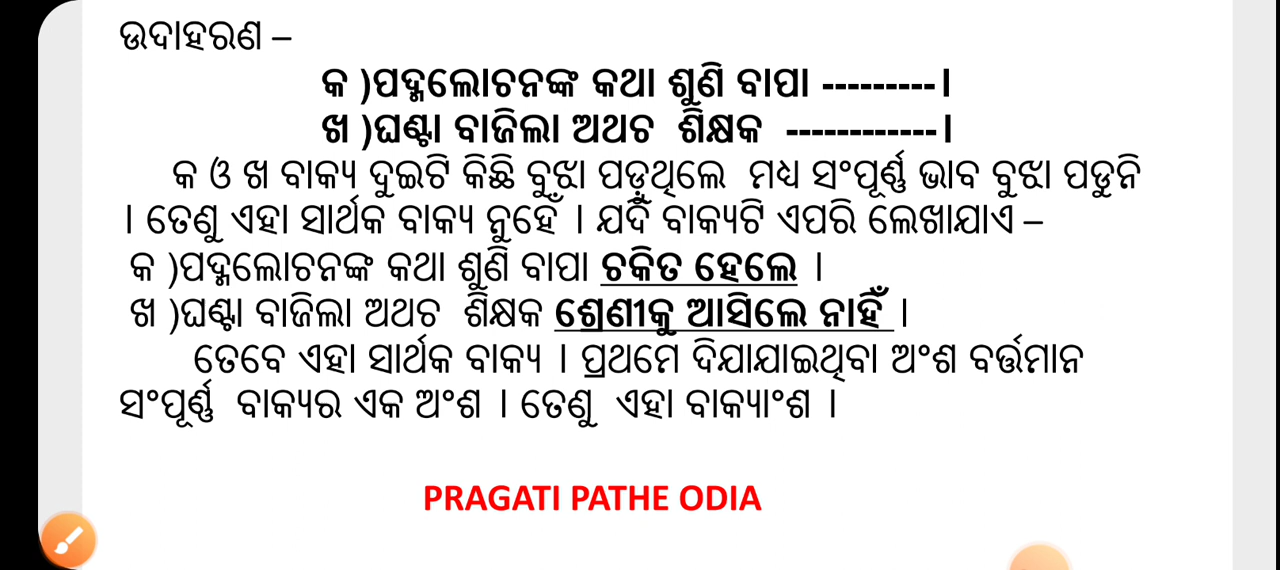 ଉଦାହରଣ –
କ )ପଦ୍ମଲୋଚନଙ୍କ କଥା ଶୁଣି ବାପା ---------।
ଖ )ଘଣ୍ଟା ବାଜିଲା ଅଥଚ ଶିକ୍ଷକ ------------।
କ ଓ ଖ ବାକ୍ୟ ଦୁଇଟି କିଛି ବୁଝା ପଡୁଥିଲେ ମଧ୍ୟ ସଂପୂର୍ଣ୍ଣ ଭାବ ବୁଝା ପଡୁନି
। ତେଣୁ ଏହା ସାର୍ଥକ ବାକ୍ୟ ନୁହେଁ । ଯଦି ବାକ୍ୟଟି ଏପରି ଲେଖାଯାଏ –
କ )ପଦ୍ମଲୋଚନଙ୍କ କଥା ଶୁଣି ବାପା ଚକିତ ହେଲେ ।
ଖ )ଘଣ୍ଟା ବାଜିଲା ଅଥଚ ଶିକ୍ଷକ ଶ୍ରେଣୀକୁ ଆସିଲେ ନାହିଁ ।
ତେବେ ଏହା ସାର୍ଥକ ବାକ୍ୟ । ପ୍ରଥମେ ଦିଯାଯାଇଥିବା ଅଂଶ ବର୍ତ୍ତମାନ
ସଂପୂର୍ଣ୍ଣ ବାକ୍ୟର ଏକ ଅଂଶ । ତେଣୁ ଏହା ବାକ୍ୟାଂଶ ।
PRAGATI PATHE ODIA